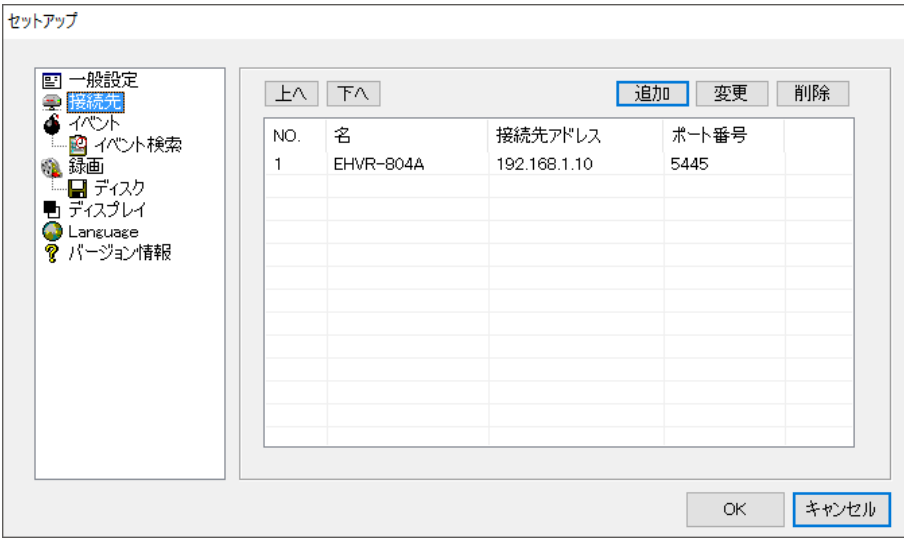 セットアップ
一般設定
接続先
イベント
イベント検索
録画
ディスク
ディスプレイ
Language
バージョン情報
上へ 下へ 追加 変更 削除
NO. 名 接続先アドレス ポート番号
1 EHVR-804A 192.168.1.10 5445
OK キャンセル